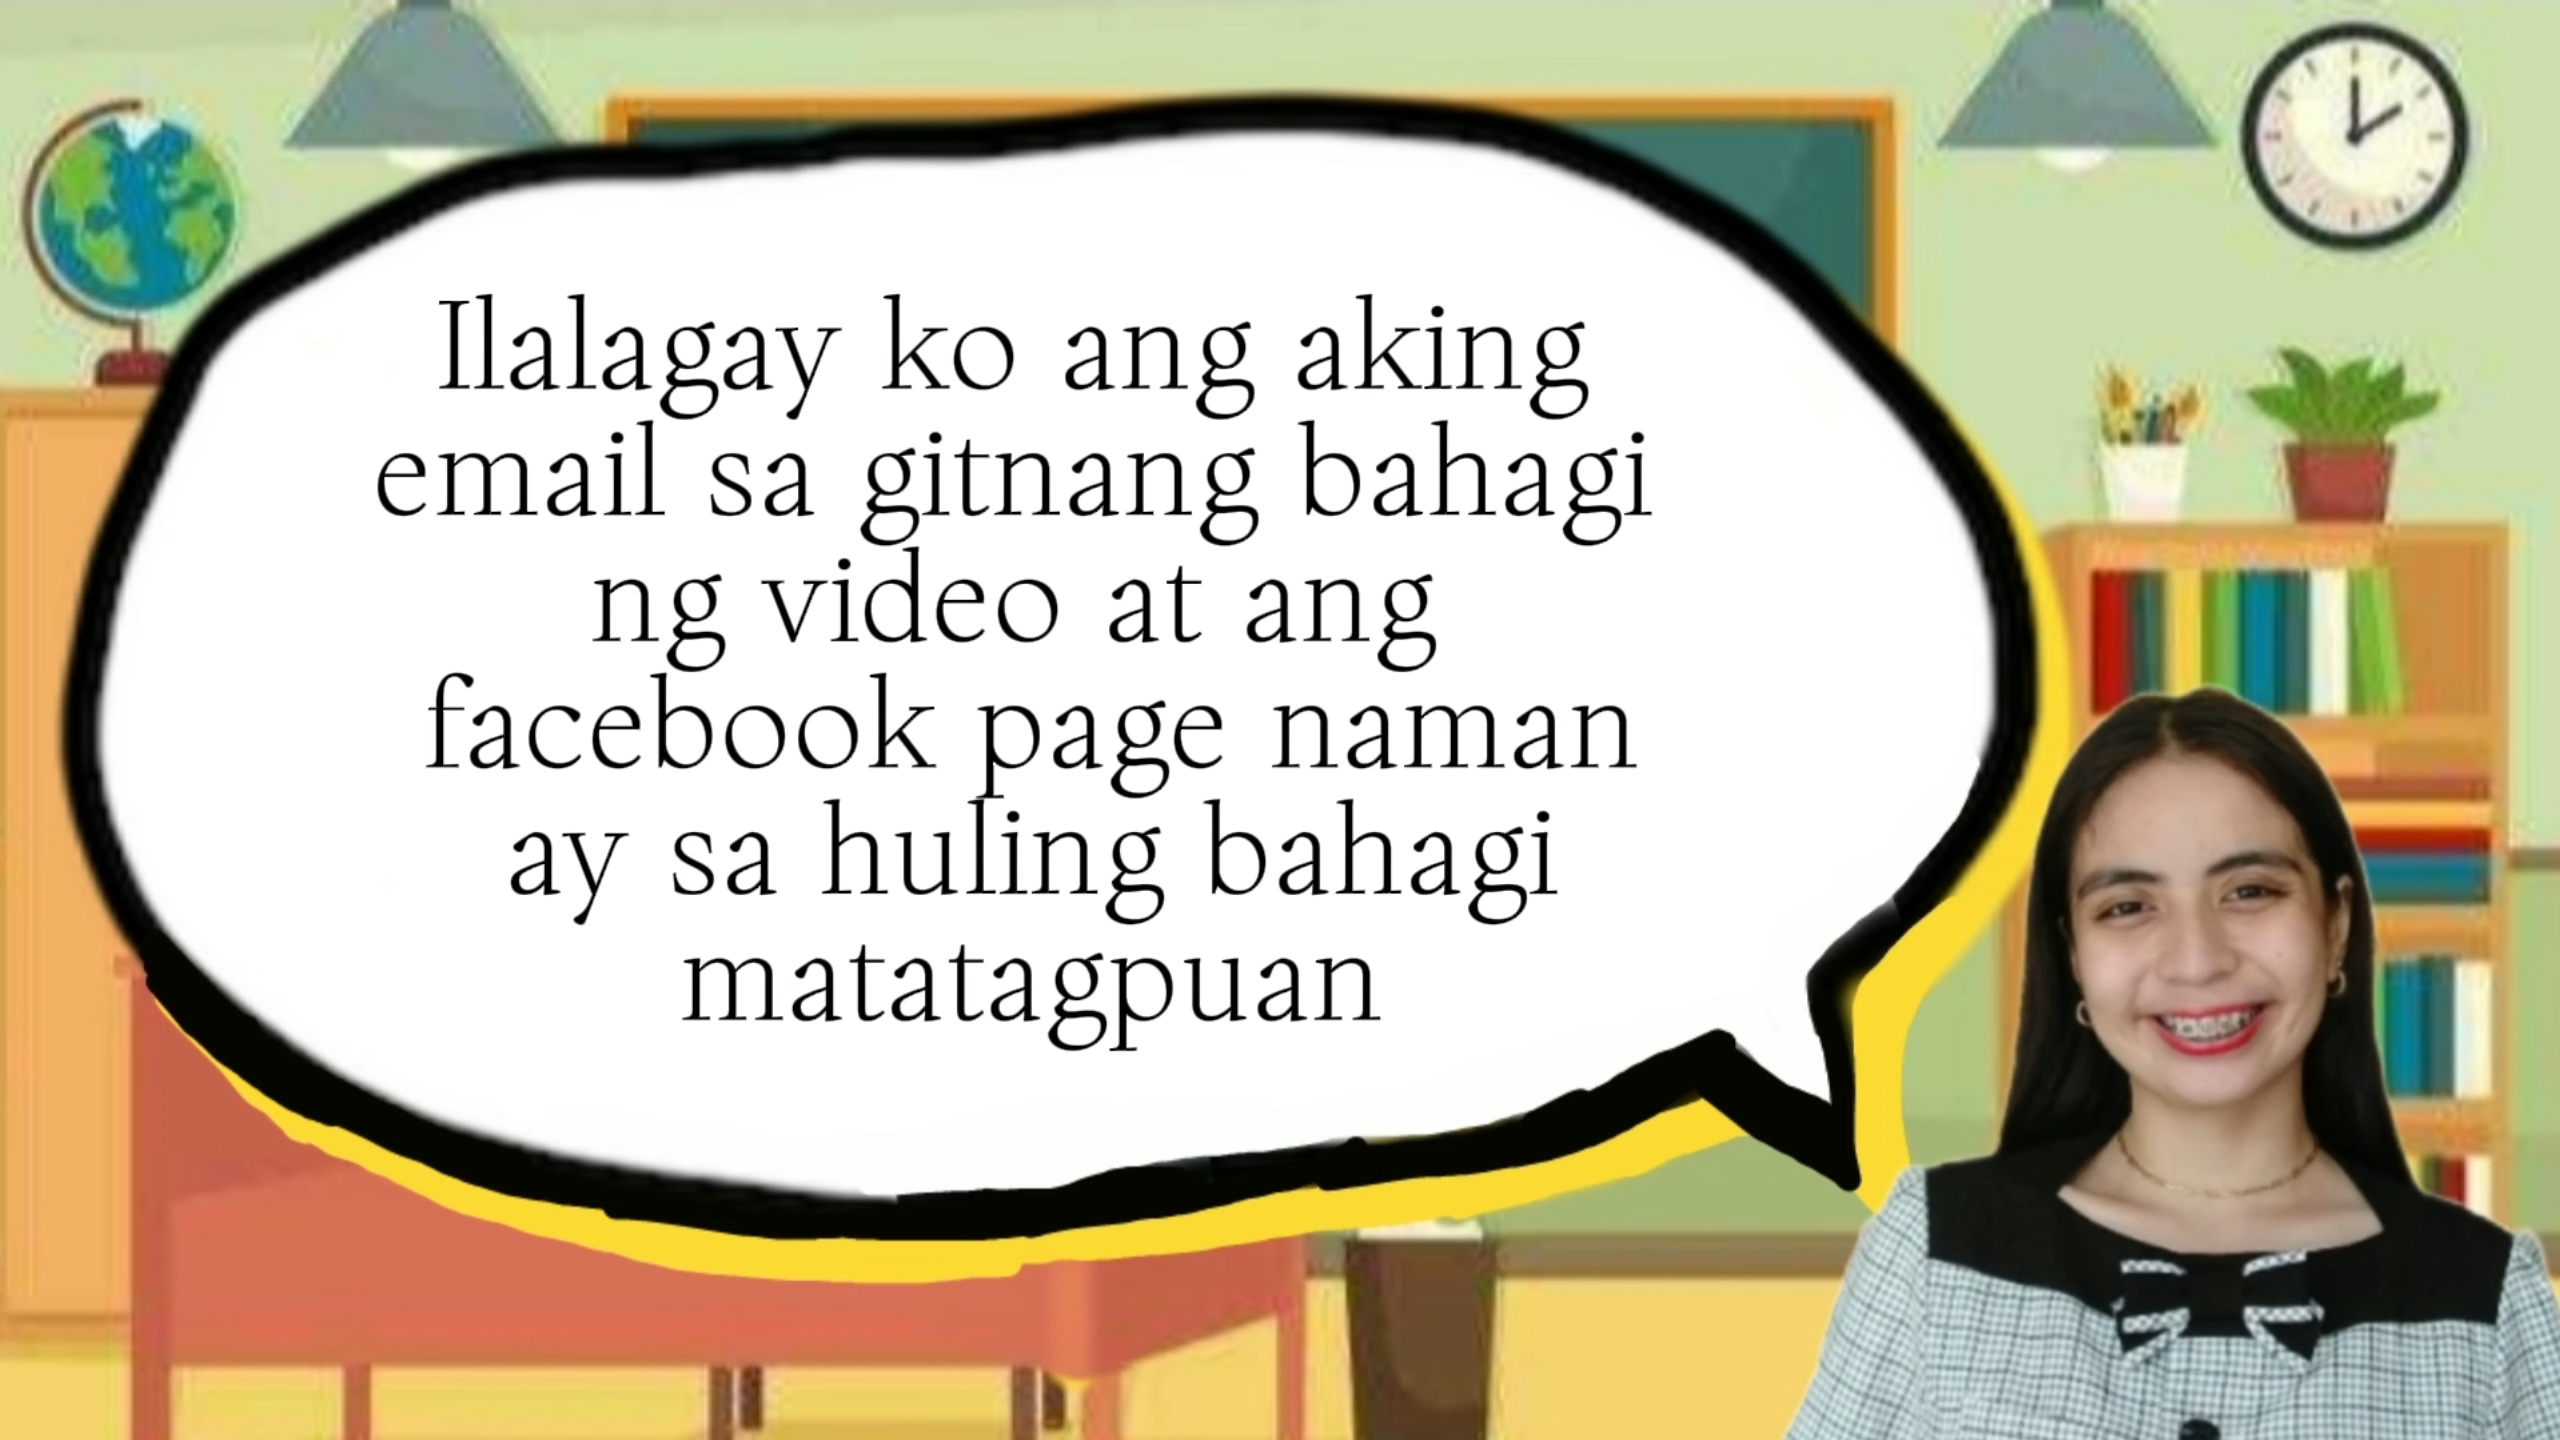 Ilalagay ko ang aking
email sa gitnang bahagi
ng video at ang
facebook page naman
ay sa huling bahagi
matatagpuan